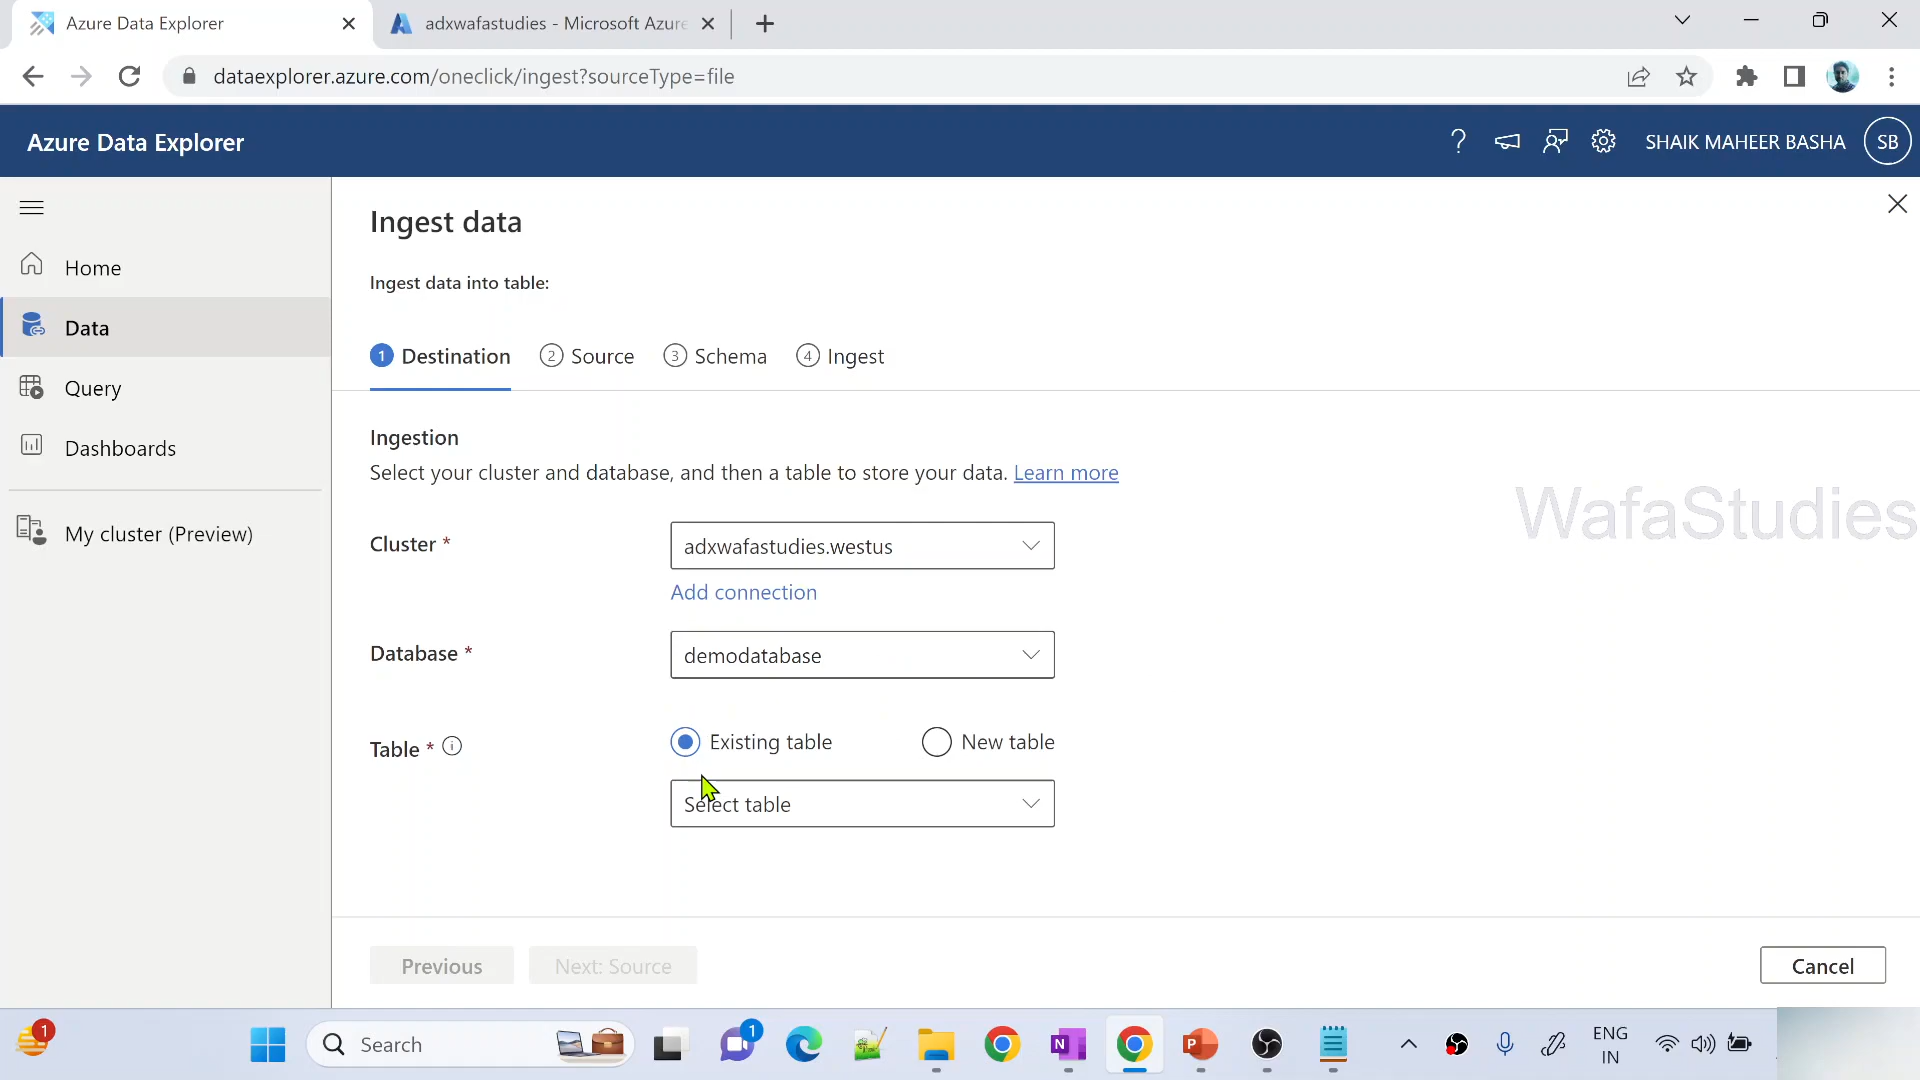 Azure Data Explorer
adxwafastudies - Microsoft Azure
dataexplorer.azure.com/oneclick/ingest?sourceType=file
Azure Data Explorer
SHAIK MAHEER BASHA
SB
Home
Data
Query
Dashboards
My cluster (Preview)
Ingest data
Ingest data into table:
1 Destination
2 Source
3 Schema
4 Ingest
Ingestion
Select your cluster and database, and then a table to store your data. Learn more
Cluster *
adxwafastudies.westus
Add connection
Database *
demodatabase
Table *
Existing table
New table
Select table
WafaStudies
Previous
Next: Source
Cancel
1
Search
1
ENG
IN